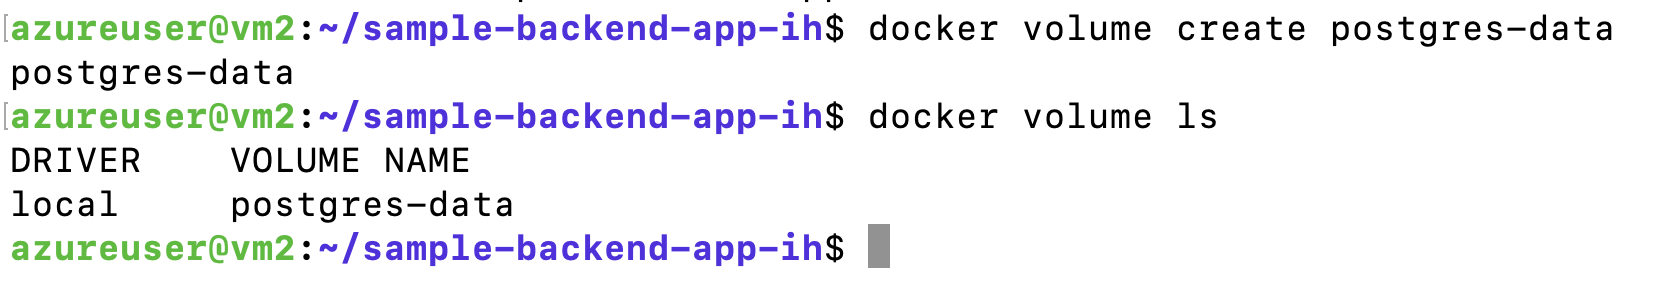 [azureuser@vm2:~/sample-backend-app-ih$ docker volume create postgres-data
postgres-data
[azureuser@vm2:~/sample-backend-app-ih$ docker volume ls
DRIVER    VOLUME NAME
local     postgres-data
azureuser@vm2:~/sample-backend-app-ih$